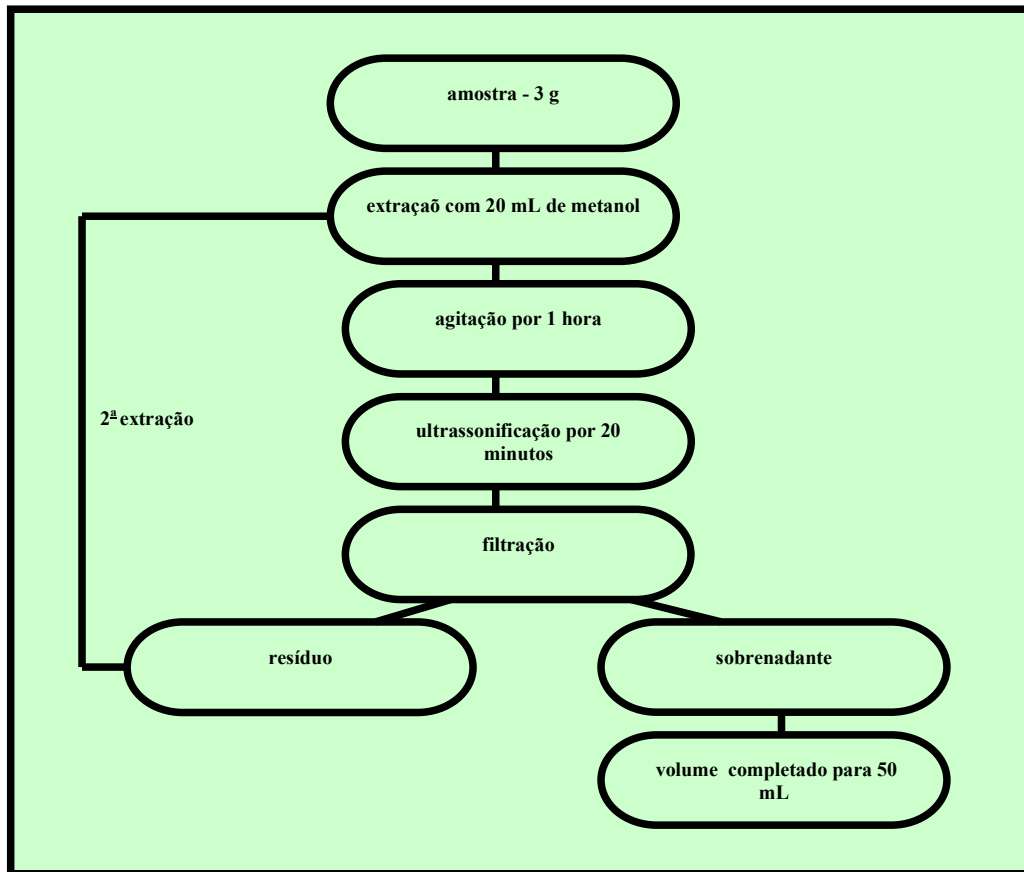 amostra - 3 g
extraçaõ com 20 mL de metanol
agitação por 1 hora
2ª extração
ultrassonificação por 20
minutos
filtração
resíduo
sobrenadante
volume completado para 50
mL